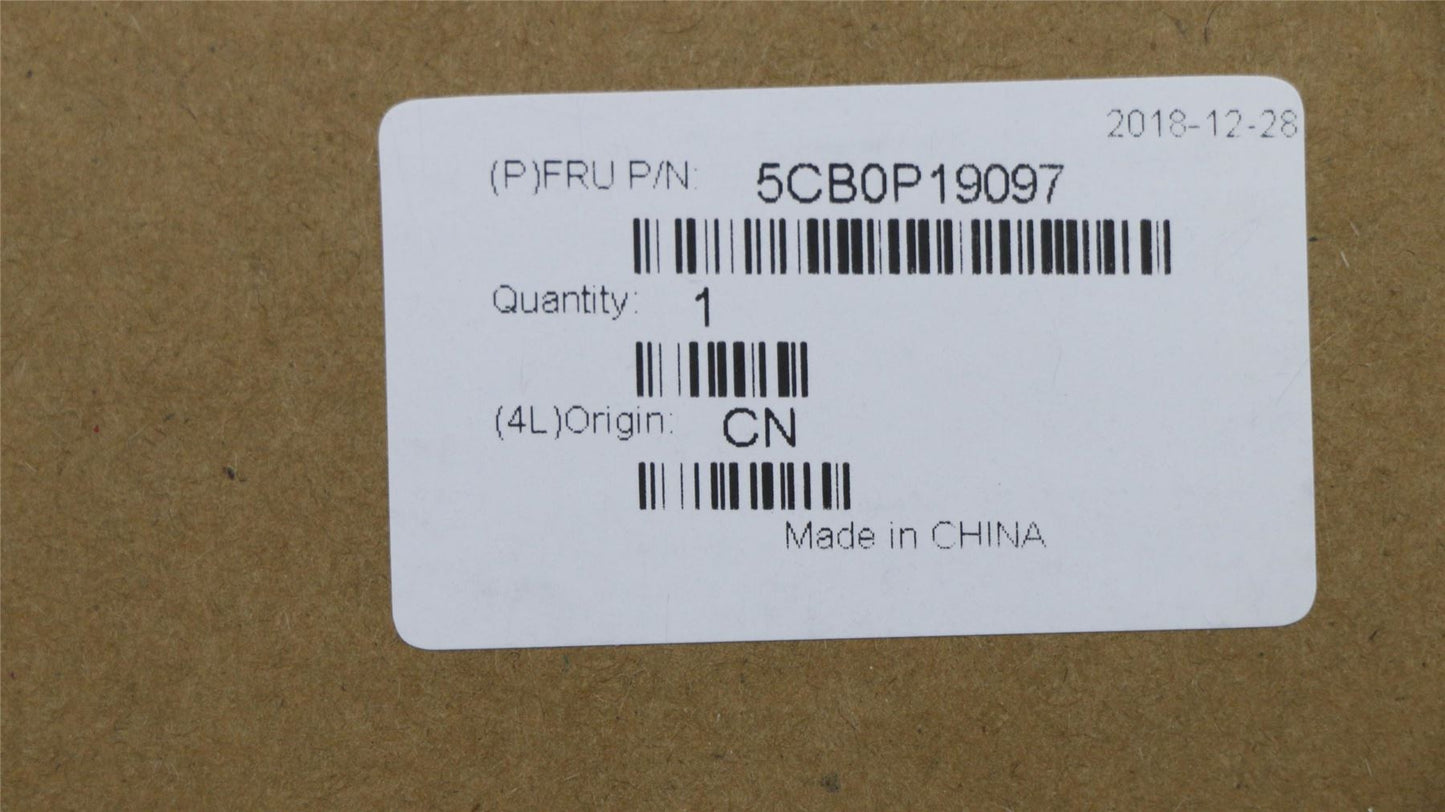 2018-12-28
(P)FRU P/N: 5CB0P19097
Quantity: 1
(4L)Origin: CN
Made in CHINA